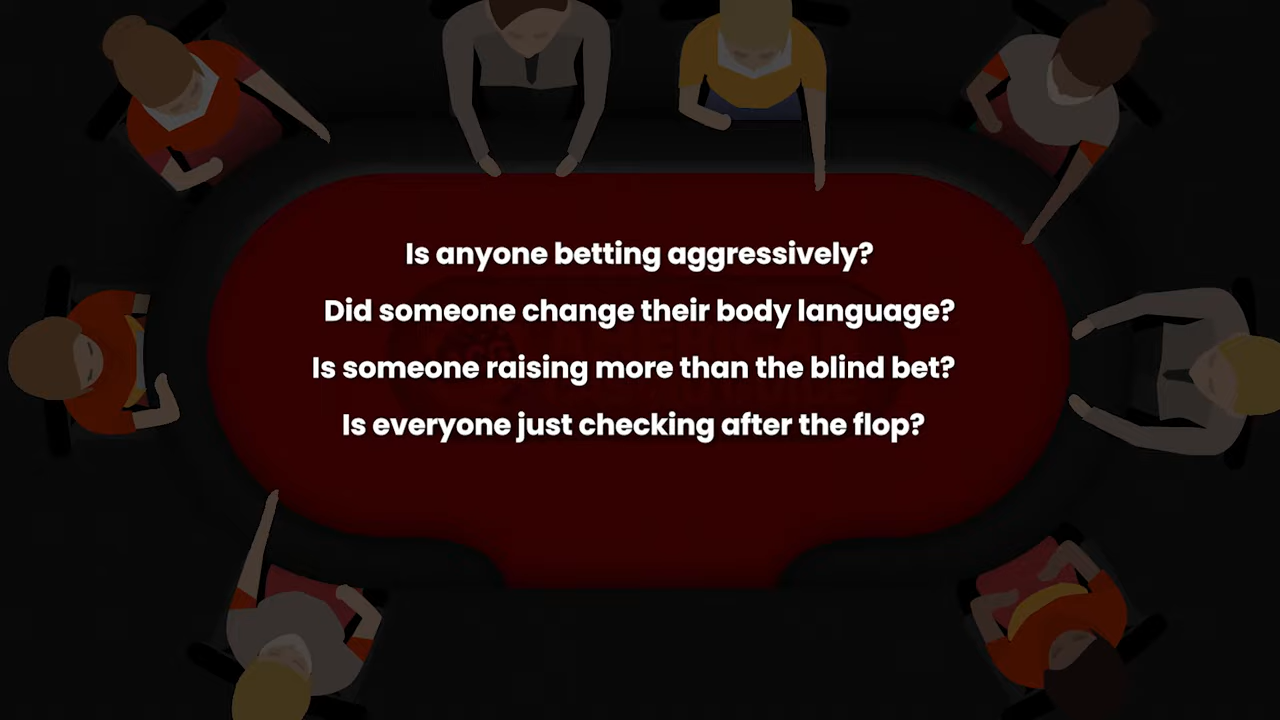 Is anyone betting aggressively?
Did someone change their body language?
Is someone raising more than the blind bet?
Is everyone just checking after the flop?